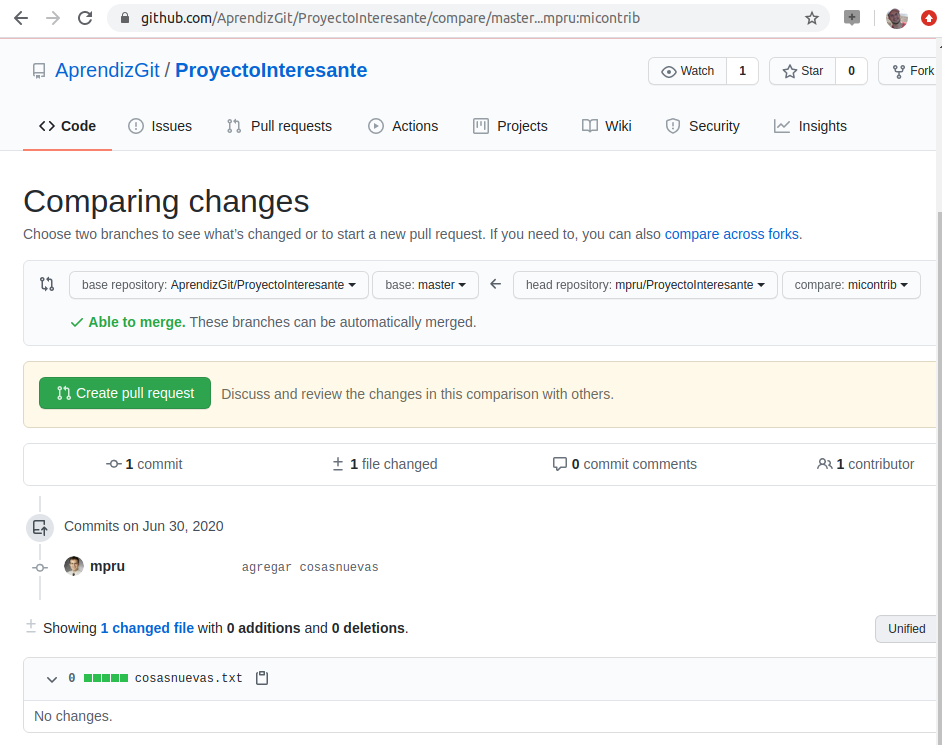 github.com/AprendizGit/ProyectoInteresante/compare/master...mpru:micontrib
AprendizGit / ProyectoInteresante
Watch 1 Star 0 Fork
Code Issues Pull requests Actions Projects Wiki Security Insights
Comparing changes
Choose two branches to see what's changed or to start a new pull request. If you need to, you can also compare across forks.
base repository: AprendizGit/ProyectoInteresante base: master head repository: mpru/ProyectoInteresante compare: micontrib
Able to merge. These branches can be automatically merged.
Create pull request Discuss and review the changes in this comparison with others.
1 commit 1 file changed 0 commit comments 1 contributor
Commits on Jun 30, 2020
mpru agregar cosasnuevas
Showing 1 changed file with 0 additions and 0 deletions.
Unified
0 cosasnuevas.txt
No changes.